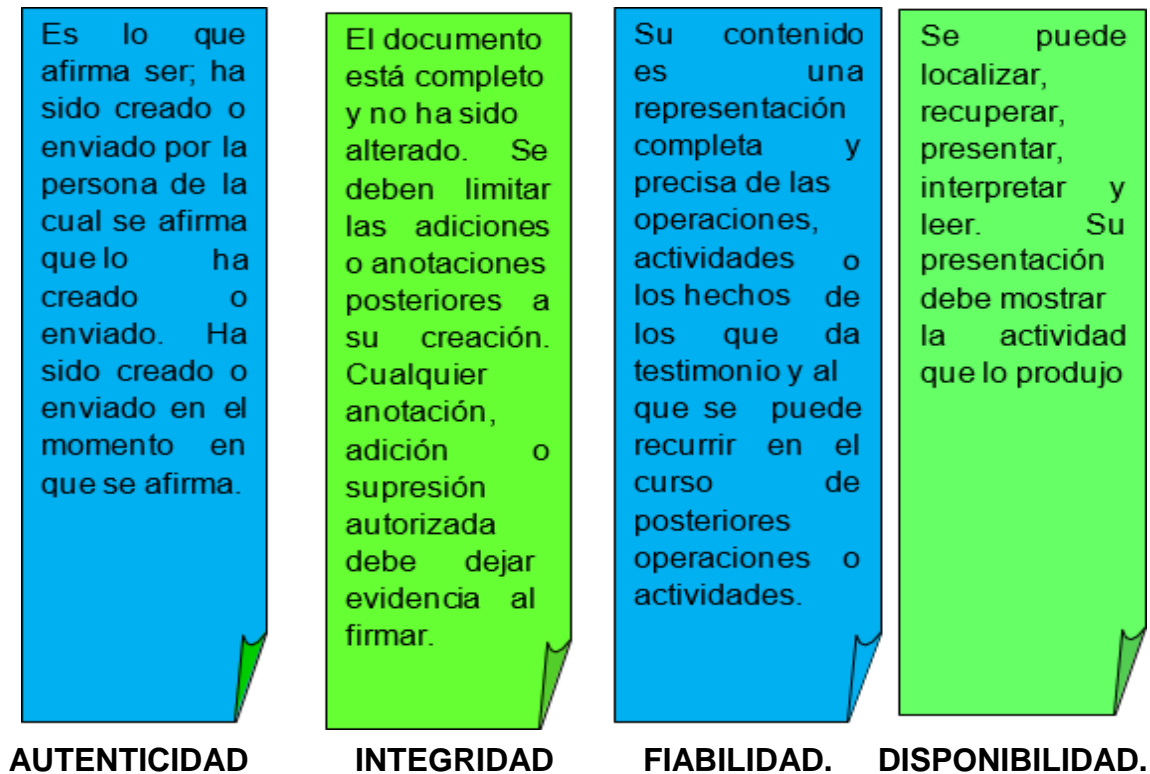 Es lo que
afirma ser; ha
sido creado o
enviado por la
persona de la
cual se afirma
que lo ha
creado o
enviado. Ha
sido creado o
enviado en el
momento en
que se afirma.
El documento
está completo
y no ha sido
alterado. Se
deben limitar
las adiciones
o anotaciones
posteriores a
su creación.
Cualquier
anotación,
adición o
supresión
autorizada
debe dejar
evidencia al
firmar.
Su contenido
es una
representación
completa y
precisa de las
operaciones,
actividades o
los hechos de
los que da
testimonio y al
que se puede
recurrir en el
curso de
posteriores
operaciones o
actividades.
Se puede
localizar,
recuperar,
presentar,
interpretar y
leer. Su
presentación
debe mostrar
la actividad
que lo produjo
AUTENTICIDAD INTEGRIDAD FIABILIDAD. DISPONIBILIDAD.